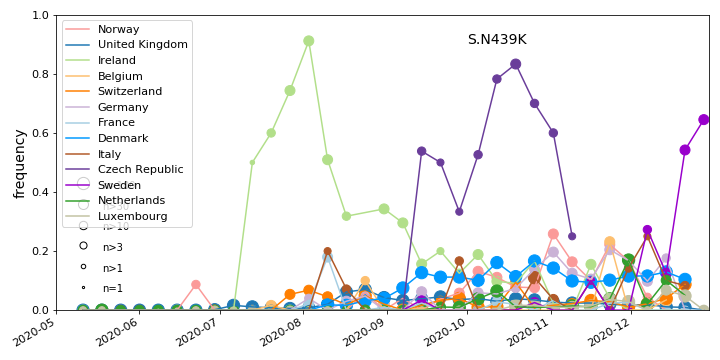 S.N439K
frequency
1.0
0.8
0.6
0.4
0.2
0.0
Norway
United Kingdom
Ireland
Belgium
Switzerland
Germany
France
Denmark
Italy
Czech Republic
Sweden
Netherlands
Luxembourg
n>30
n>10
n>3
n>1
n=1
2020-05
2020-06
2020-07
2020-08
2020-09
2020-10
2020-11
2020-12